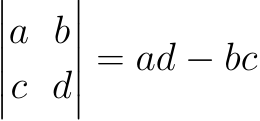 |a b|
|c d| = ad − bc